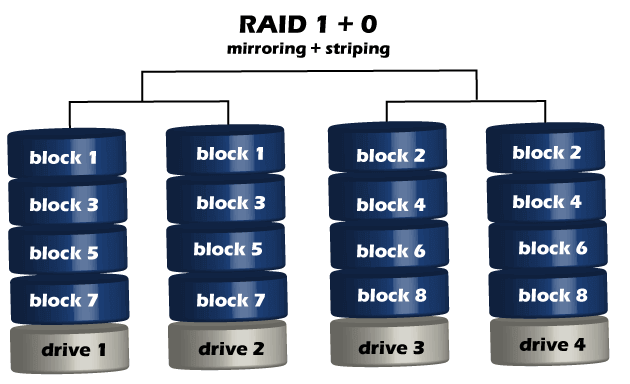 RAID 1 + 0
mirroring + striping
block 1
block 3
block 5
block 7
drive 1
block 1
block 3
block 5
block 7
drive 2
block 2
block 4
block 6
block 8
drive 3
block 2
block 4
block 6
block 8
drive 4